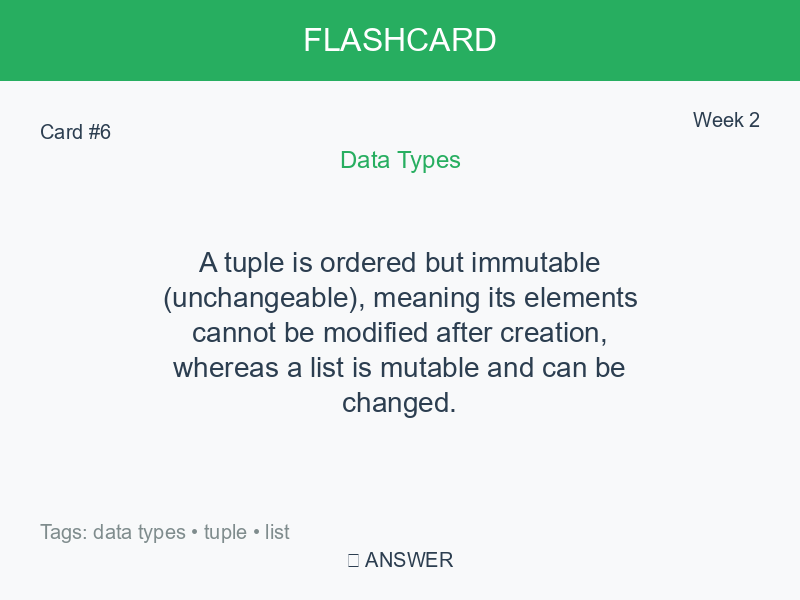 FLASHCARD
Card #6
Week 2
Data Types
A tuple is ordered but immutable
(unchangeable), meaning its elements
cannot be modified after creation,
whereas a list is mutable and can be
changed.
Tags: data types • tuple • list
ANSWER